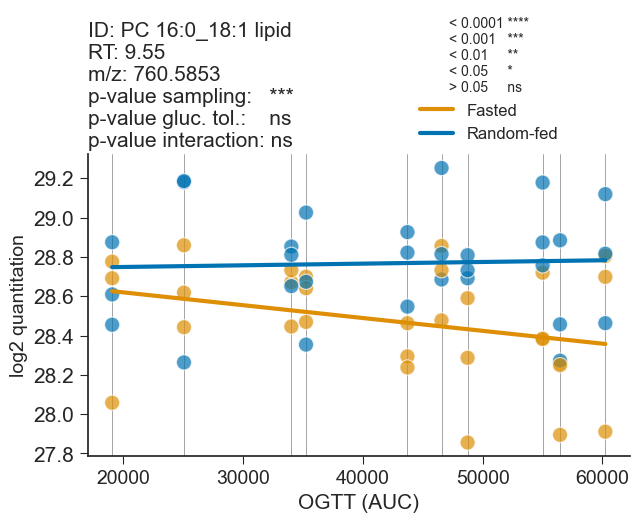 ID: PC 16:0_18:1 lipid
RT: 9.55
m/z: 760.5853
p-value sampling: ***
p-value gluc. tol.: ns
p-value interaction: ns
< 0.0001 ****
< 0.001 ***
< 0.01 **
< 0.05 *
> 0.05 ns
Fasted
Random-fed
29.2
29.0
28.8
28.6
28.4
28.2
28.0
27.8
log2 quantitation
20000 30000 40000 50000 60000
OGTT (AUC)